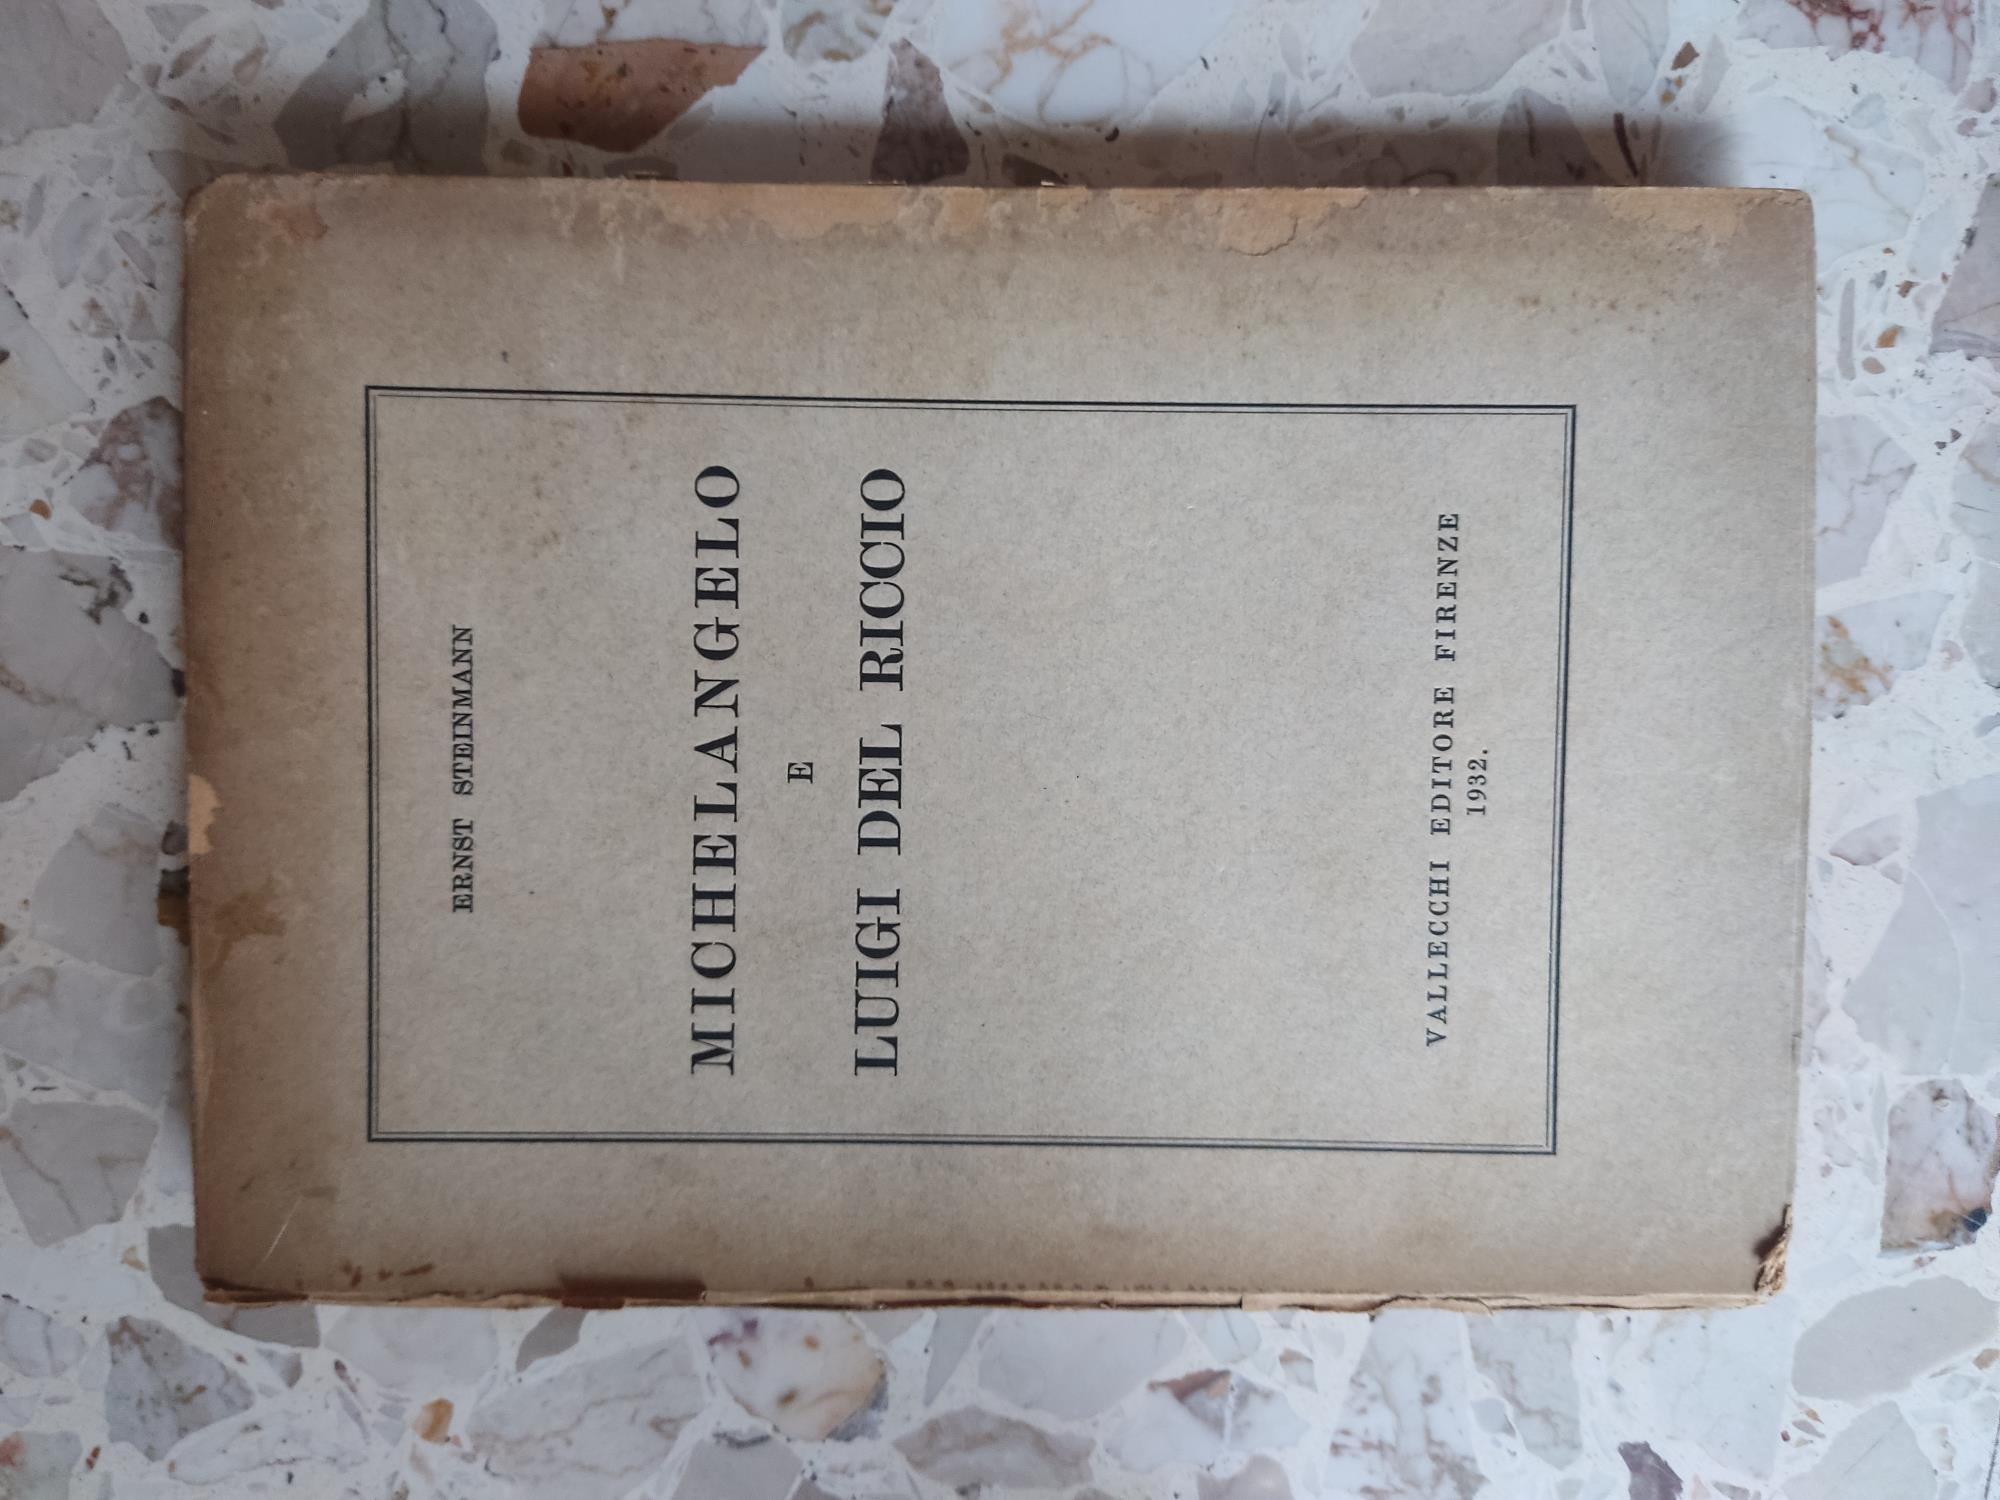 ERNST STEINMANN
MICHELANGELO
E
LUIGI DEL RICCIO
VALLECCHI EDITORE FIRENZE
1932.